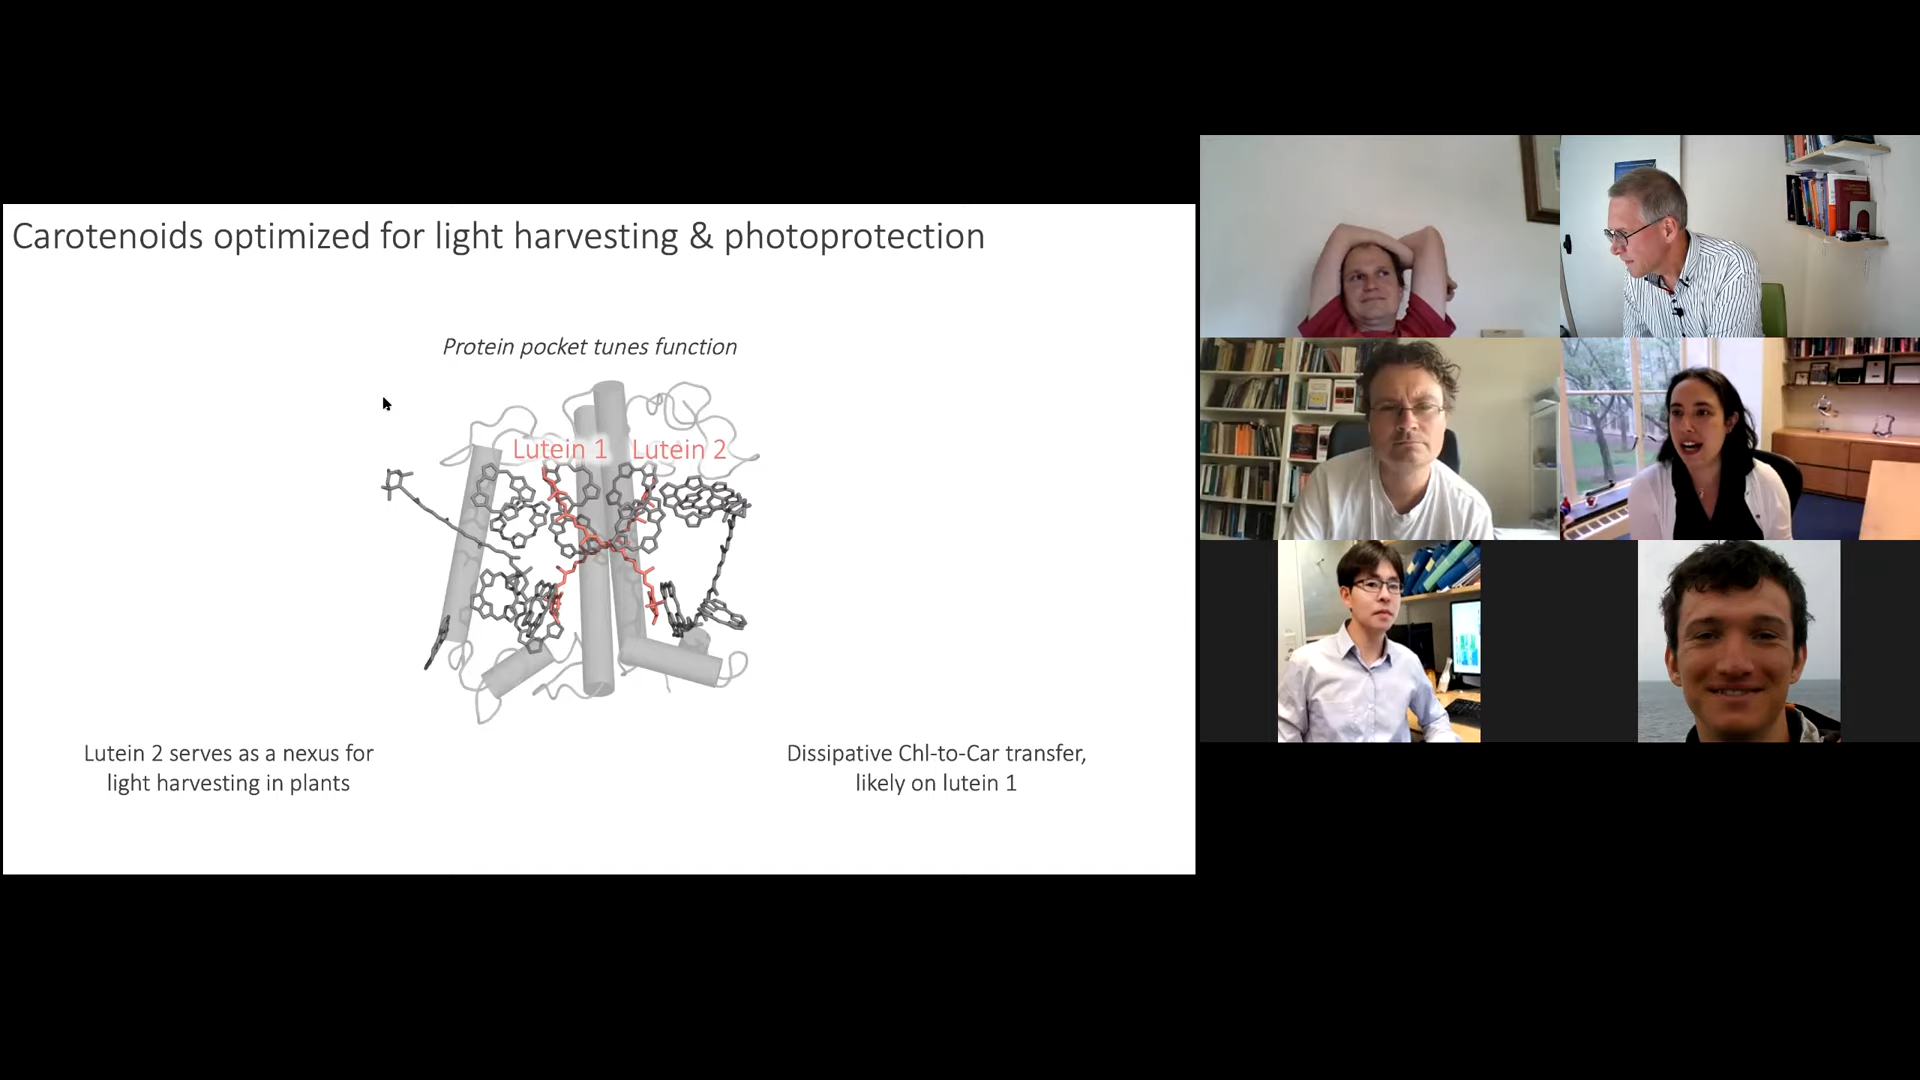 Carotenoids optimized for light harvesting & photoprotection
Protein pocket tunes function
Lutein 1
Lutein 2
Lutein 2 serves as a nexus for
light harvesting in plants
Dissipative Chl-to-Car transfer,
likely on lutein 1